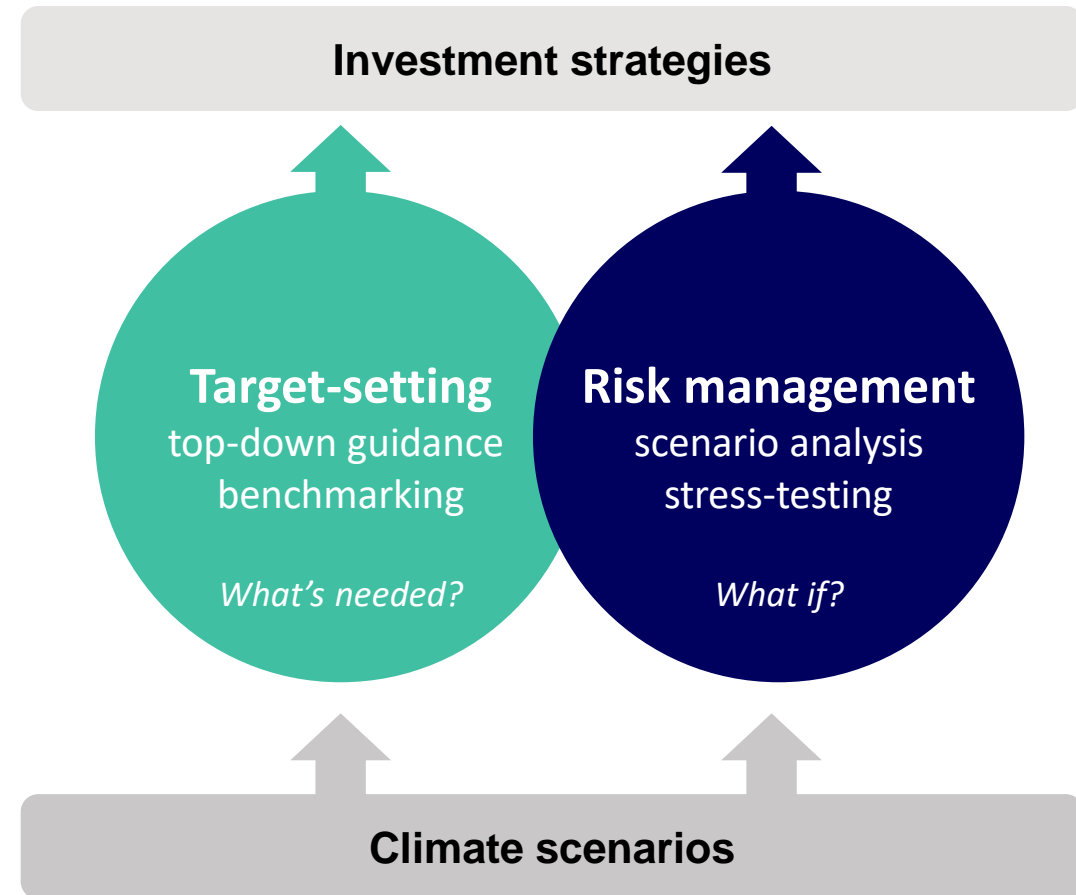 Investment strategies
Target-setting
top-down guidance
benchmarking
What’s needed?
Risk management
scenario analysis
stress-testing
What if?
Climate scenarios